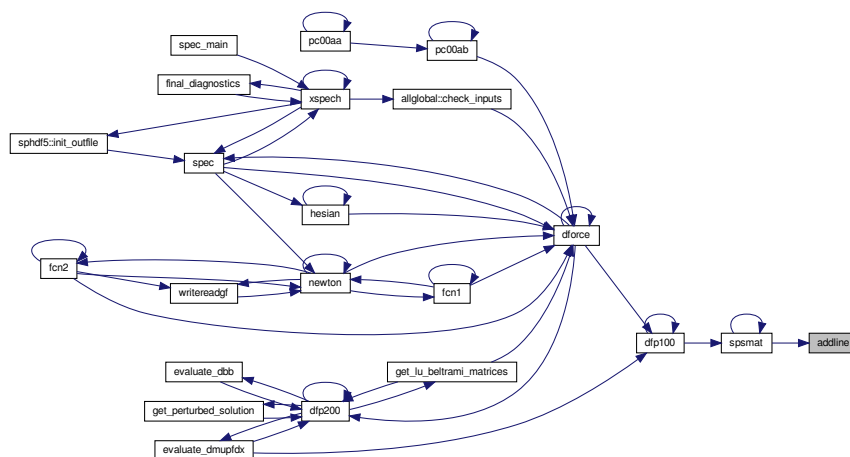 pc00aa
spec_main
pc00ab
final_diagnostics
xspech
allglobal::check_inputs
sphdf5::init_outfile
spec
hesian
dforce
fcn2
newton
writereadgf
fcn1
dfp100
spsmat
addline
evaluate_dbb
get_lu_beltrami_matrices
get_perturbed_solution
dfp200
evaluate_dmupfdx